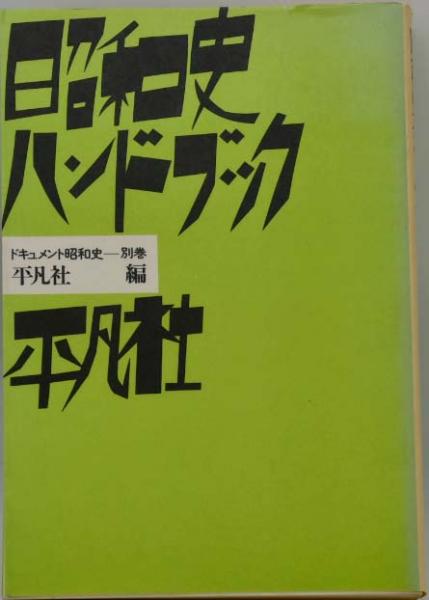 昭和史
ハンドブック
ドキュメント昭和史―別巻
平凡社 編
平凡社